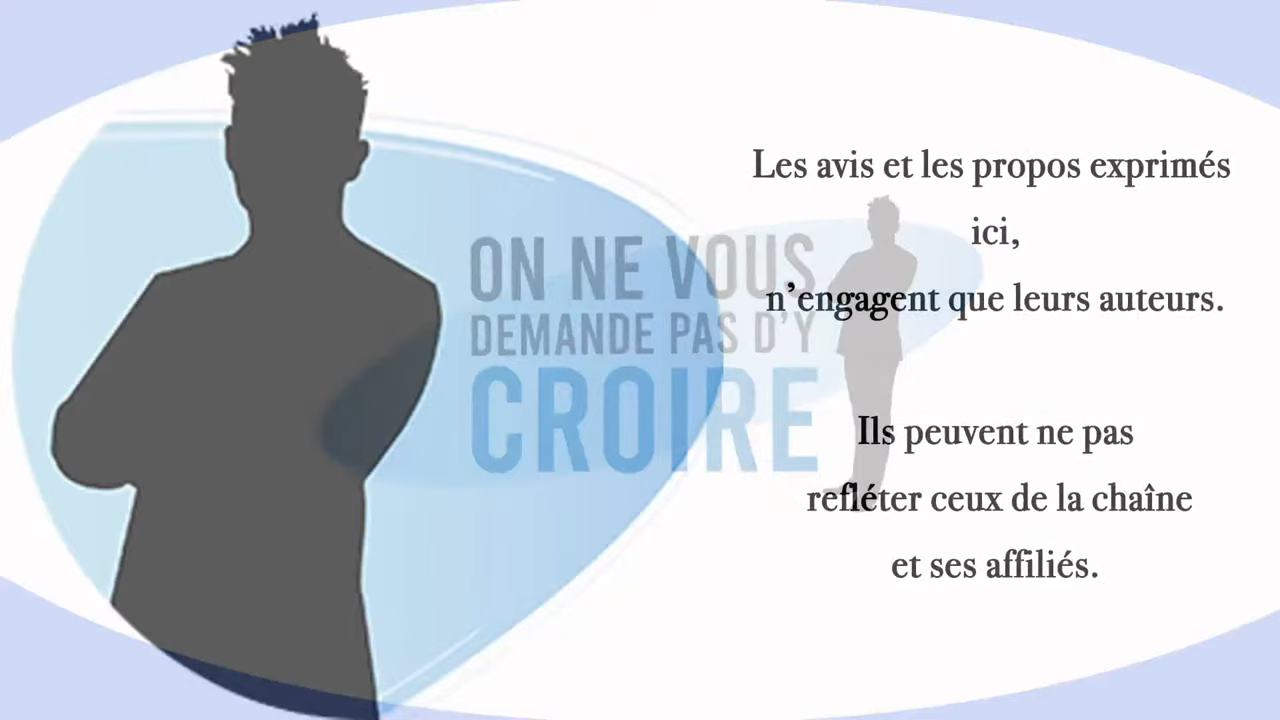 ON NE VOUS
DEMANDE PAS D'Y
CROIRE
Les avis et les propos exprimés
ici,
n’engagent que leurs auteurs.
Ils peuvent ne pas
refléter ceux de la chaîne
et ses affiliés.